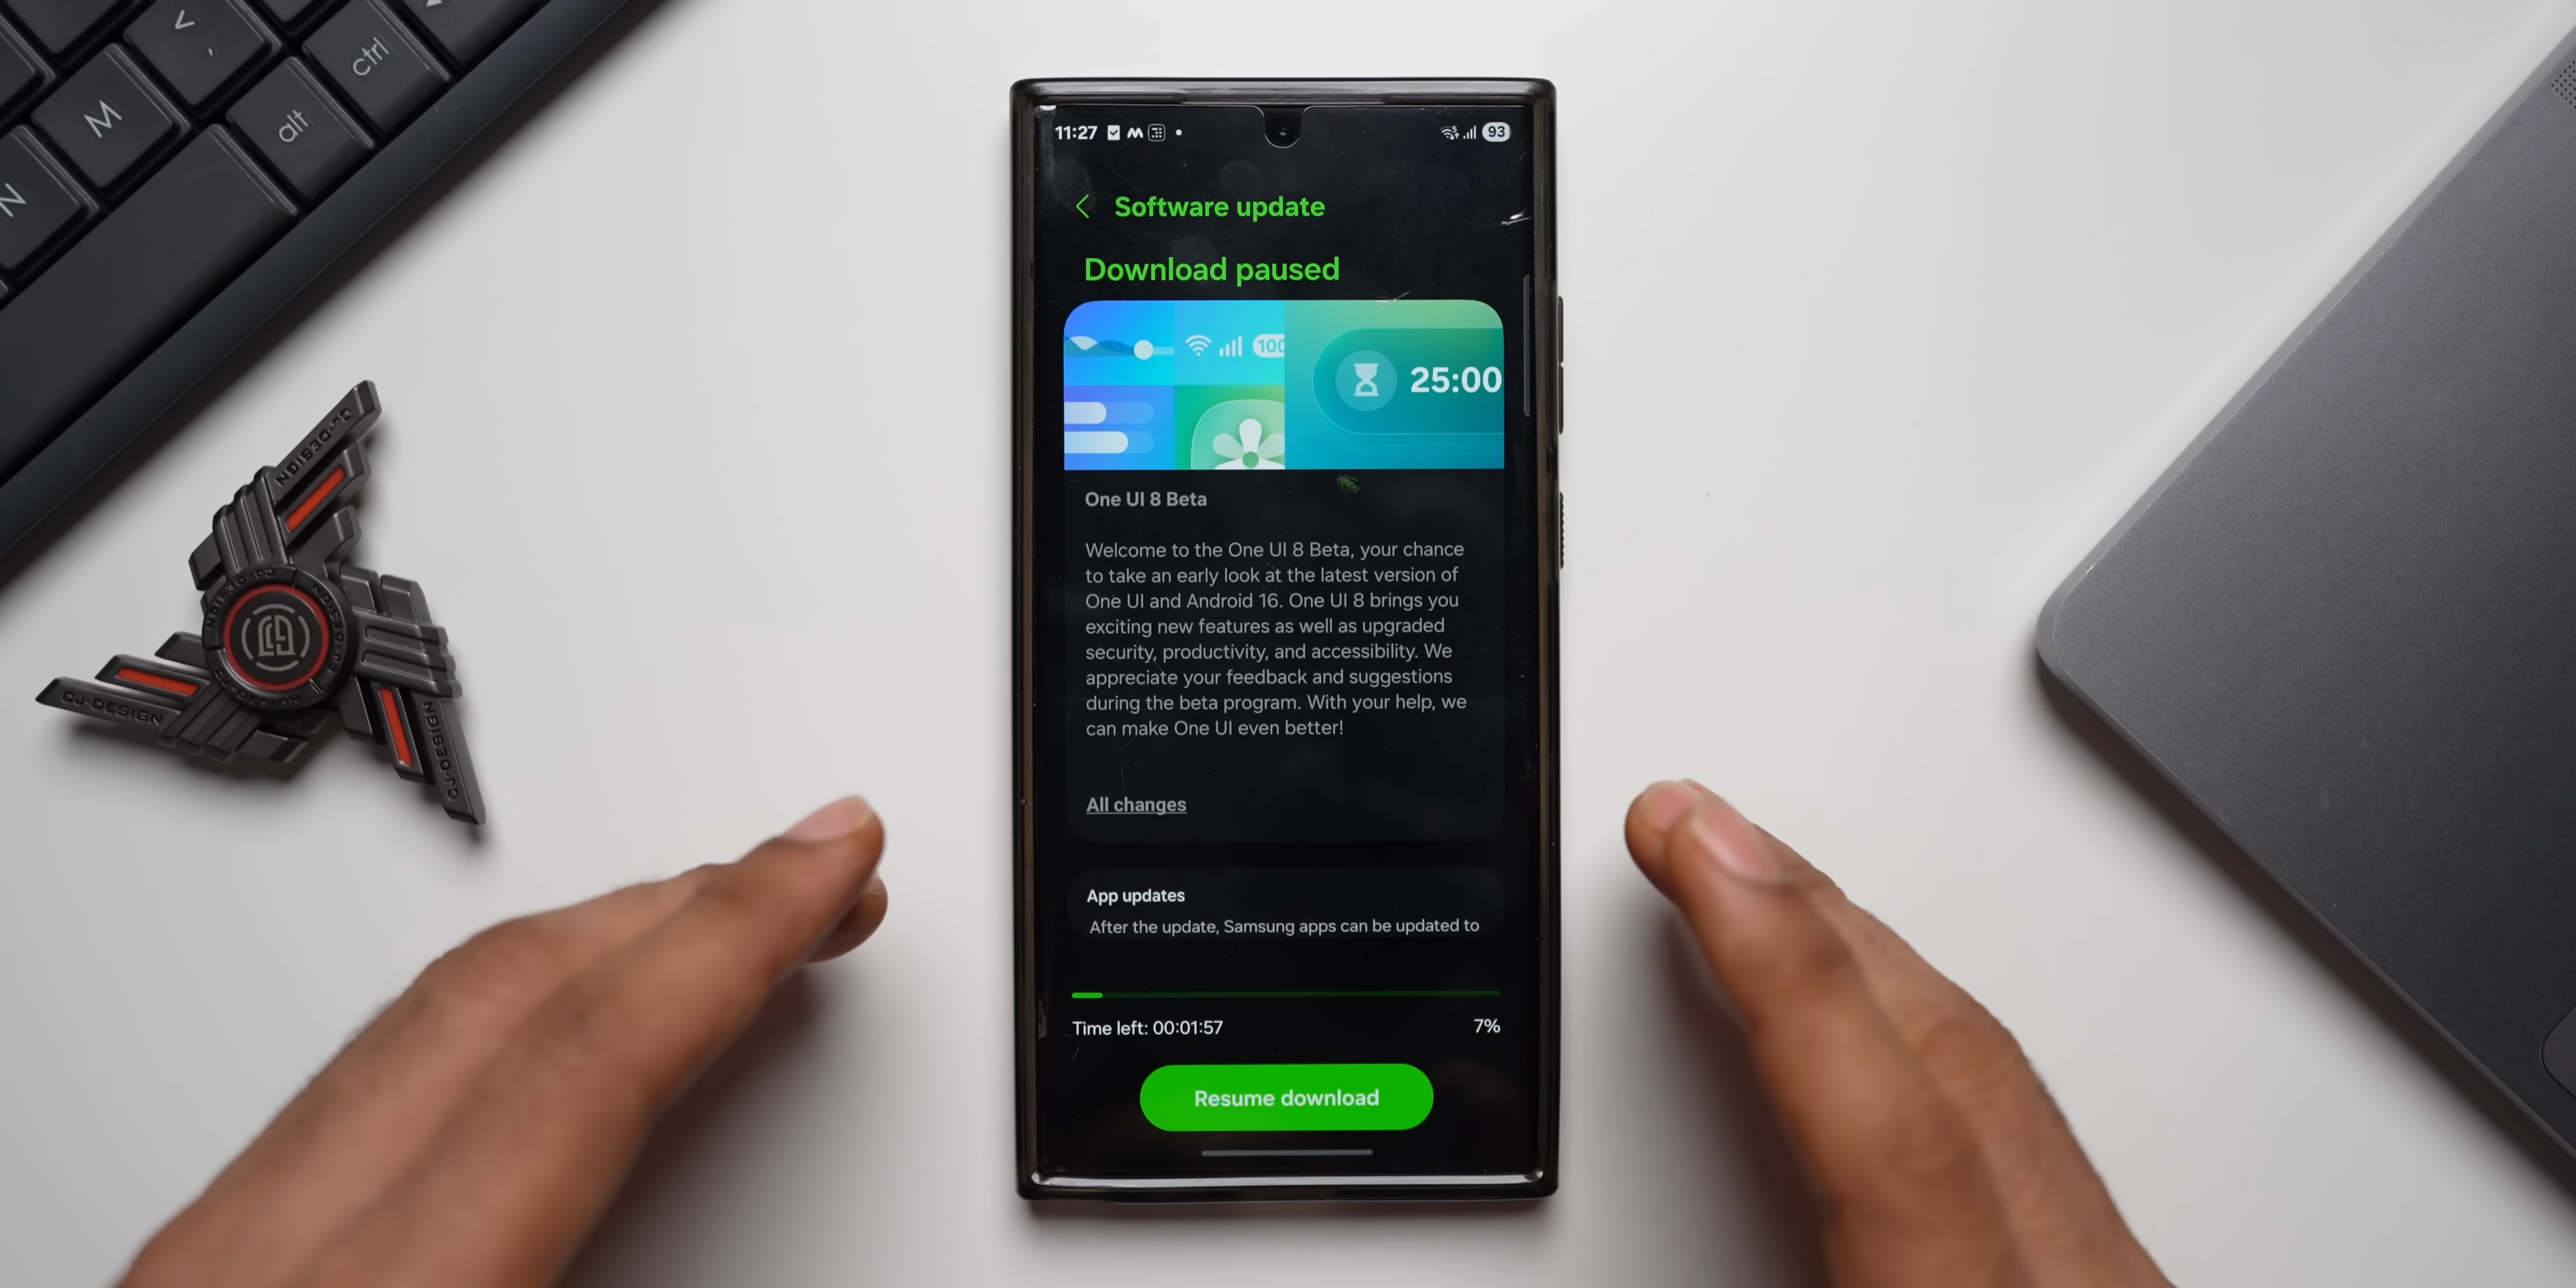 V
,
M
N
alt
ctrl
11:27
93
Software update
Download paused
100
25:00
One UI 8 Beta
Welcome to the One UI 8 Beta, your chance
to take an early look at the latest version of
One UI and Android 16. One UI 8 brings you
exciting new features as well as upgraded
security, productivity, and accessibility. We
appreciate your feedback and suggestions
during the beta program. With your help, we
can make One UI even better!
All changes
App updates
After the update, Samsung apps can be updated to
Time left: 00:01:57
7%
Resume download
CJ-DESIGN
CJ-DESIGN
CJ-DESIGN